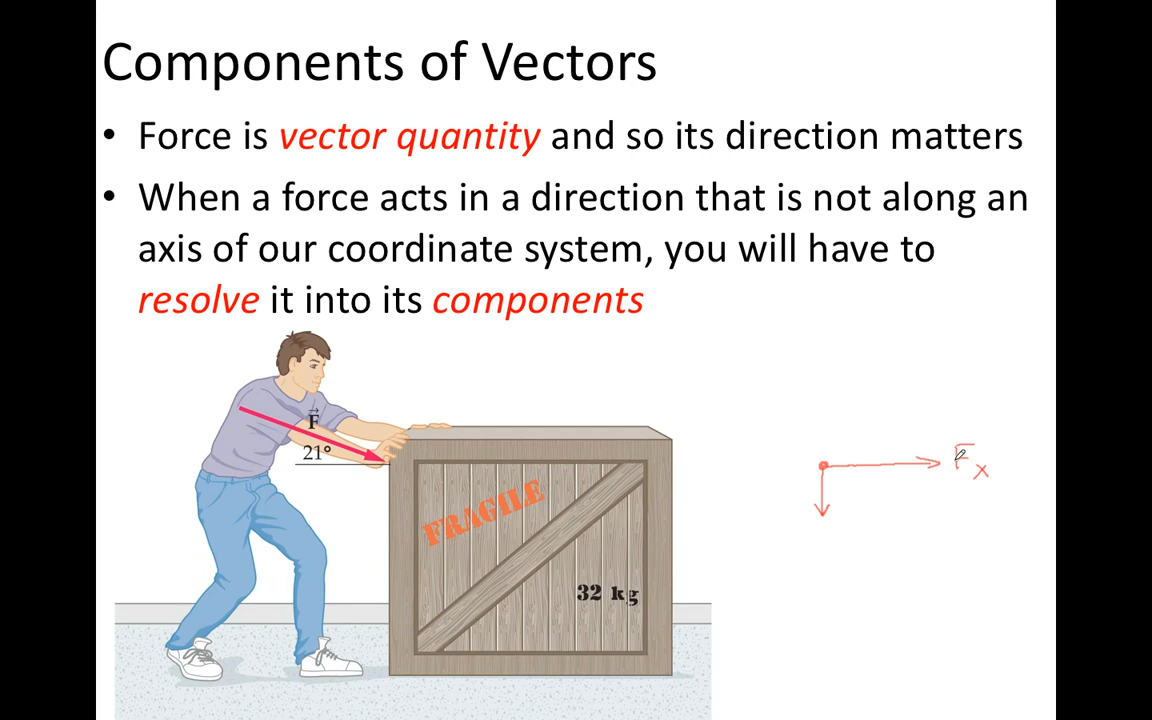 Components of Vectors
• Force is vector quantity and so its direction matters
• When a force acts in a direction that is not along an
axis of our coordinate system, you will have to
resolve it into its components
F⃗
21°
FRAGILE
32 kg
Fx